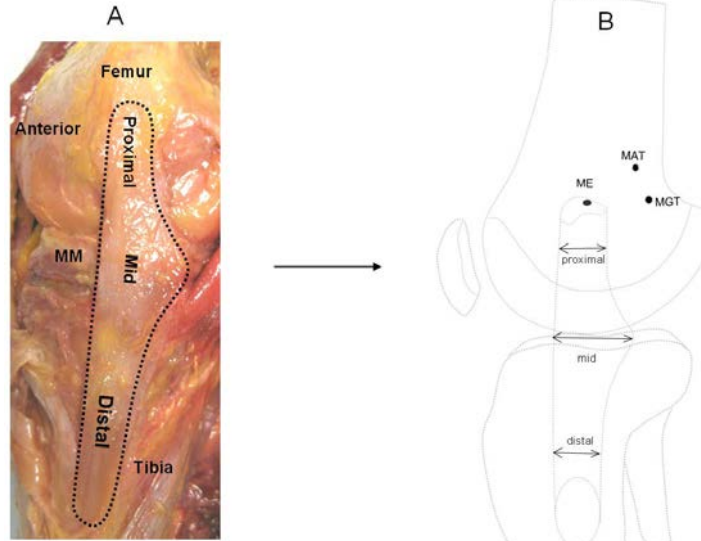 A
B
Femur
Anterior
Proximal
MM
Mid
Distal
Tibia
MAT
ME
MGT
proximal
mid
distal